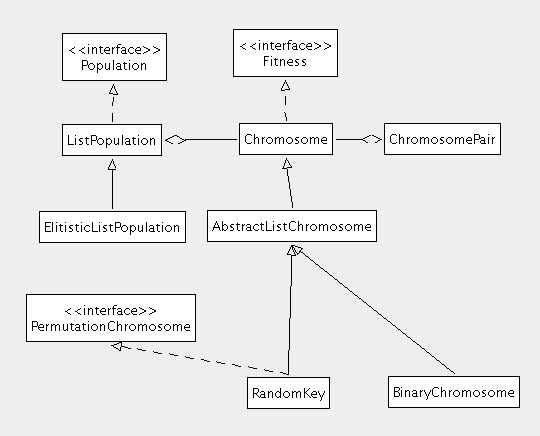 <<interface>>
Population
<<interface>>
Fitness
ListPopulation
Chromosome
ChromosomePair
ElitisticListPopulation
AbstractListChromosome
<<interface>>
PermutationChromosome
RandomKey
BinaryChromosome